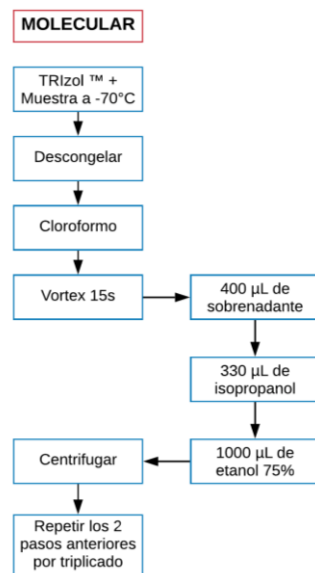 MOLECULAR
TRIzol ™ +
Muestra a -70°C
Descongelar
Cloroformo
Vortex 15s
400 µL de
sobrenadante
330 µL de
isopropanol
1000 µL de
etanol 75%
Centrifugar
Repetir los 2
pasos anteriores
por triplicado